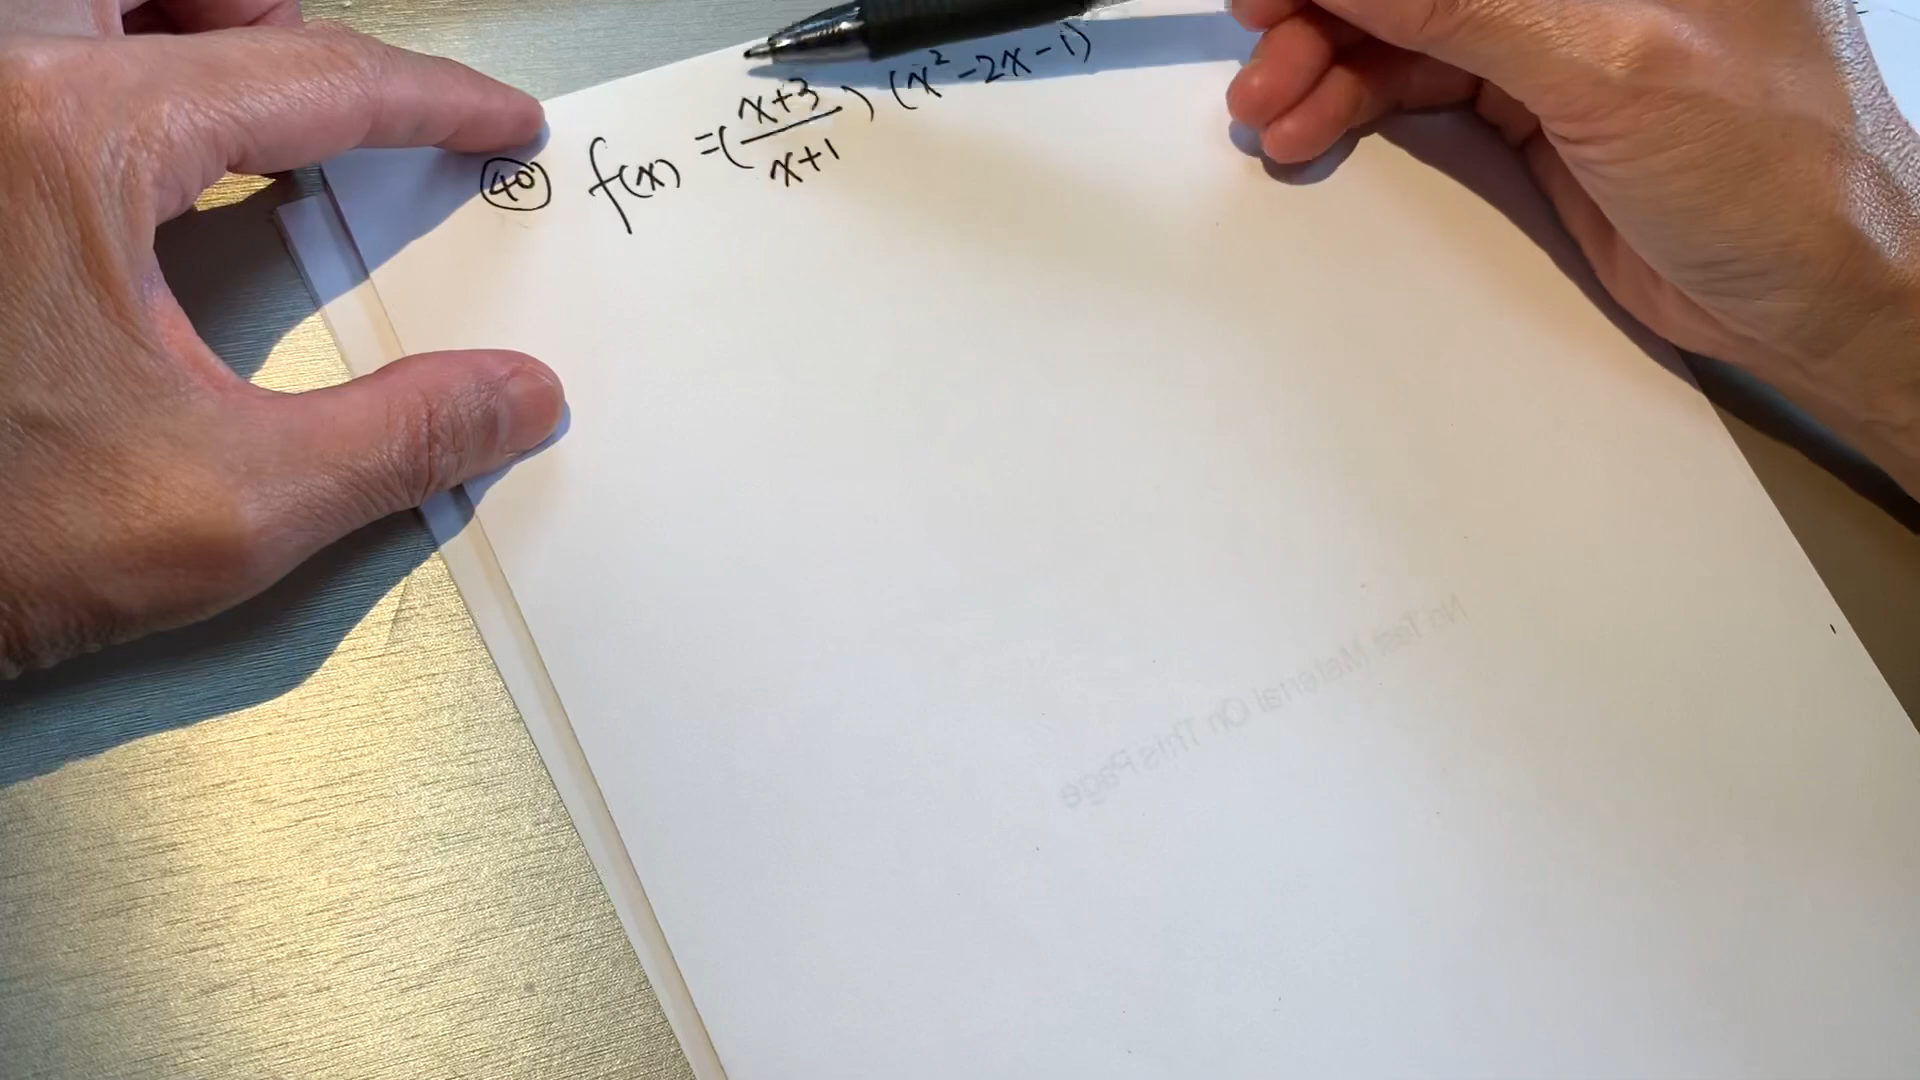 40 f(x) = (x+3/x+1) (x²-2x-1)
No Test Material On This Page